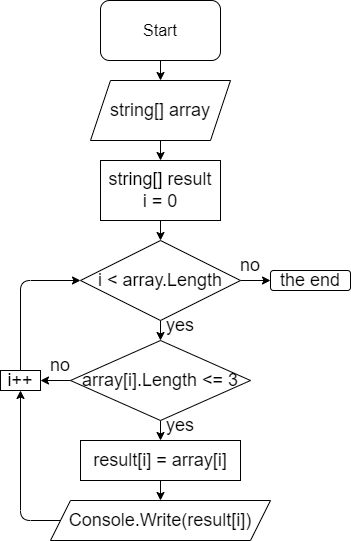 Start
string[] array
string[] result
i = 0
i < array.Length
no
the end
yes
array[i].Length <= 3
no
i++
yes
result[i] = array[i]
Console.Write(result[i])